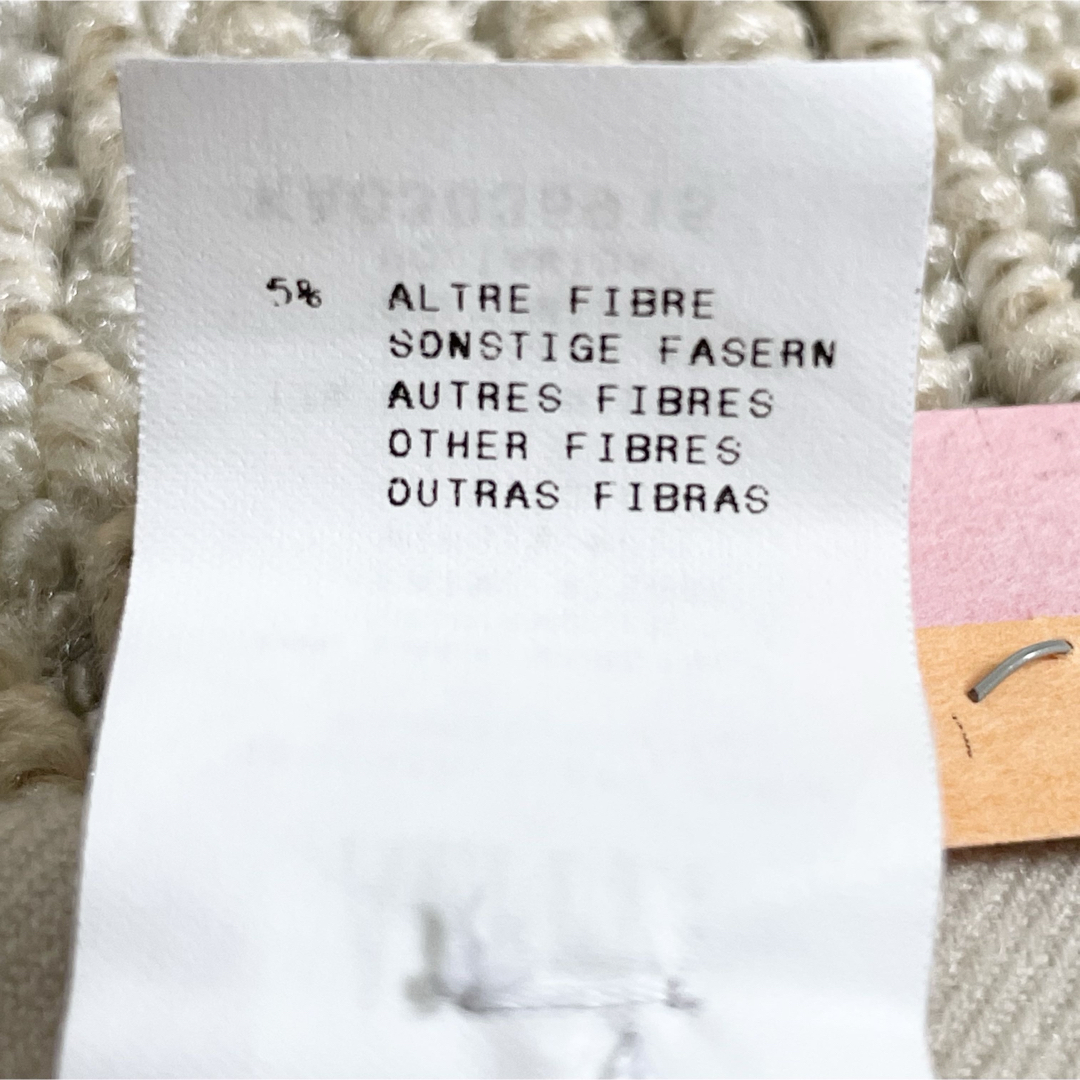 5% ALTRE FIBRE
SONSTIGE FASERN
AUTRES FIBRES
OTHER FIBRES
OUTRAS FIBRAS